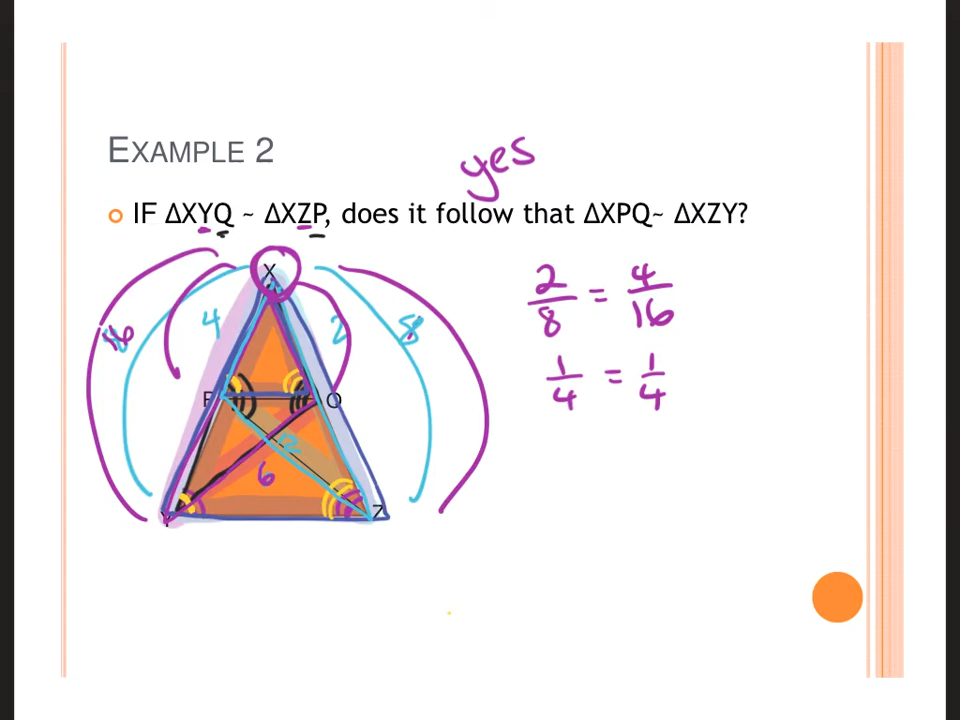 EXAMPLE 2
yes
IF ΔXYQ ~ ΔXZP, does it follow that ΔXPQ~ ΔXZY?
X
4
2
8
16
P
Q
12
6
Y
Z
2/8 = 4/16
1/4 = 1/4